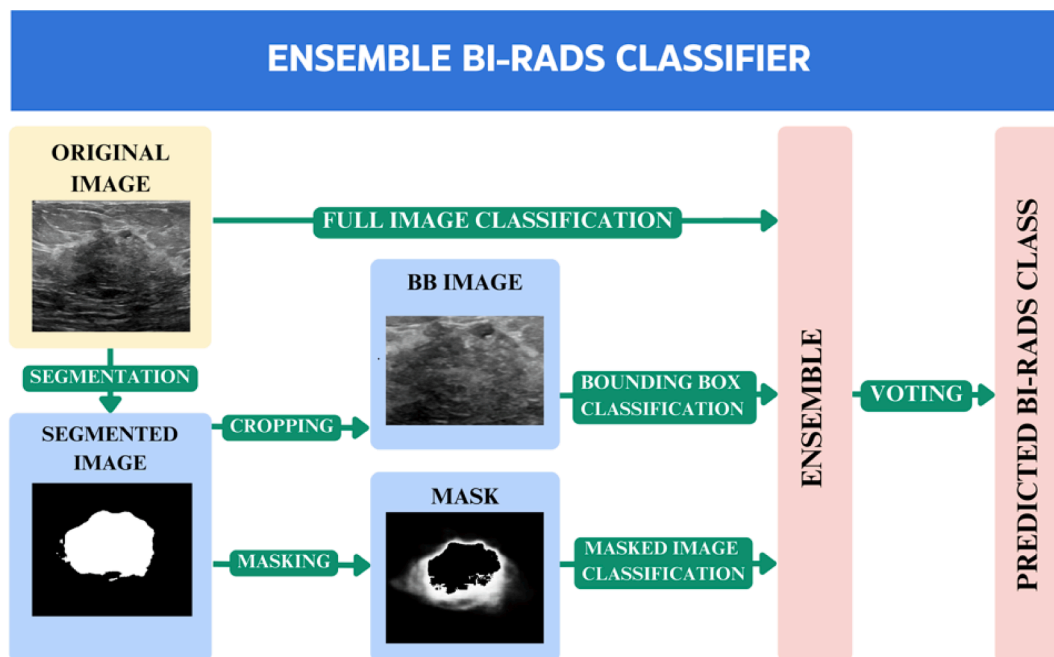 ENSEMBLE BI-RADS CLASSIFIER
ORIGINAL
IMAGE
FULL IMAGE CLASSIFICATION
SEGMENTATION
SEGMENTED
IMAGE
CROPPING
BB IMAGE
BOUNDING BOX
CLASSIFICATION
MASKING
MASK
MASKED IMAGE
CLASSIFICATION
ENSEMBLE
VOTING
PREDICTED BI-RADS CLASS